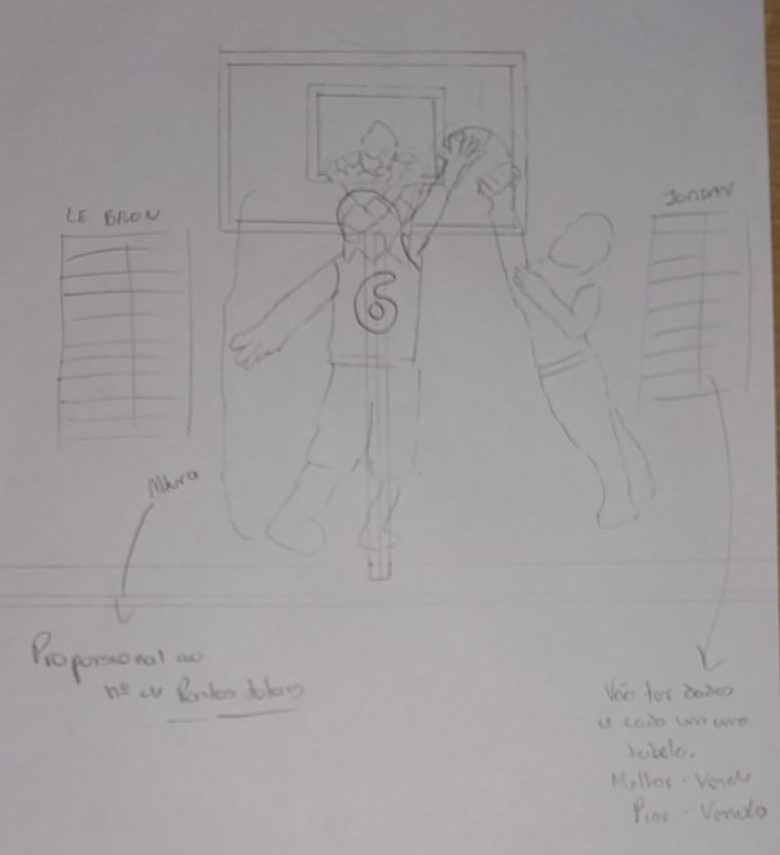 LE BRON
JORDAN
6
Altura
Proporsional ao
nº de Pontos totais
Vão ter dados
e cada um uma
tabela.
Melhor - Verde
Pior - Vermelho